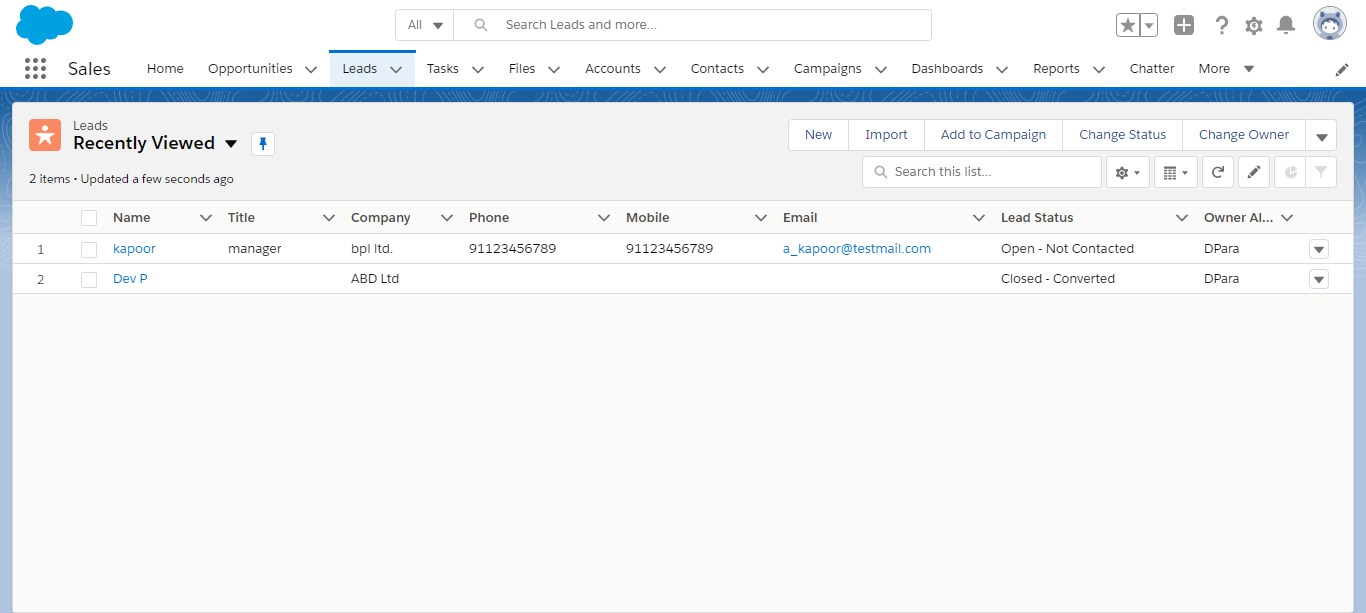 All Search Leads and more...
Sales Home Opportunities Leads Tasks Files Accounts Contacts Campaigns Dashboards Reports Chatter More
Leads
Recently Viewed
New Import Add to Campaign Change Status Change Owner
2 items • Updated a few seconds ago
Search this list...
Name Title Company Phone Mobile Email Lead Status Owner Al...
1 kapoor manager bpl ltd. 91123456789 91123456789 a_kapoor@testmail.com Open - Not Contacted DPara
2 Dev P ABD Ltd Closed - Converted DPara